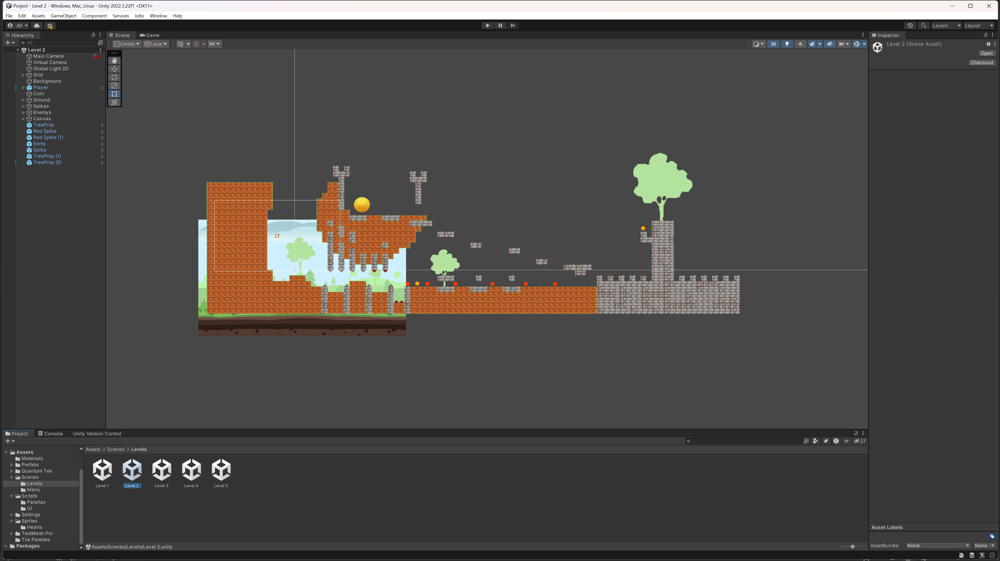 Project - Level 2 - Windows, Mac, Linux - Unity 2022.3.22f1 <DX11>
File Edit Assets GameObject Component Services Jobs Window Help
JM Layers Layout
Hierarchy
All
Level 2
Main Camera
Virtual Camera
Global Light 2D
Grid
Background
Player
Coin
Ground
Spikes
Enemys
Canvas
TreeProp
Red Spike
Red Spike (1)
Eemy
Spike
TreeProp (1)
TreeProp (2)
Scene Game
Center Local 2D
Inspector
Level 2 (Scene Asset)
Open
Checkout
Project Console Unity Version Control
27
Assets
Materials
Prefabs
Quantum Tek
Scenes
Levels
Menu
Scripts
Parallax
UI
Settings
Sprites
Hearts
TextMesh Pro
Tile Palettes
Packages
Assets > Scenes > Levels
Level 1 Level 2 Level 3 Level 4 Level 5
Assets/Scenes/Levels/Level 2.unity
Asset Labels
AssetBundle None None